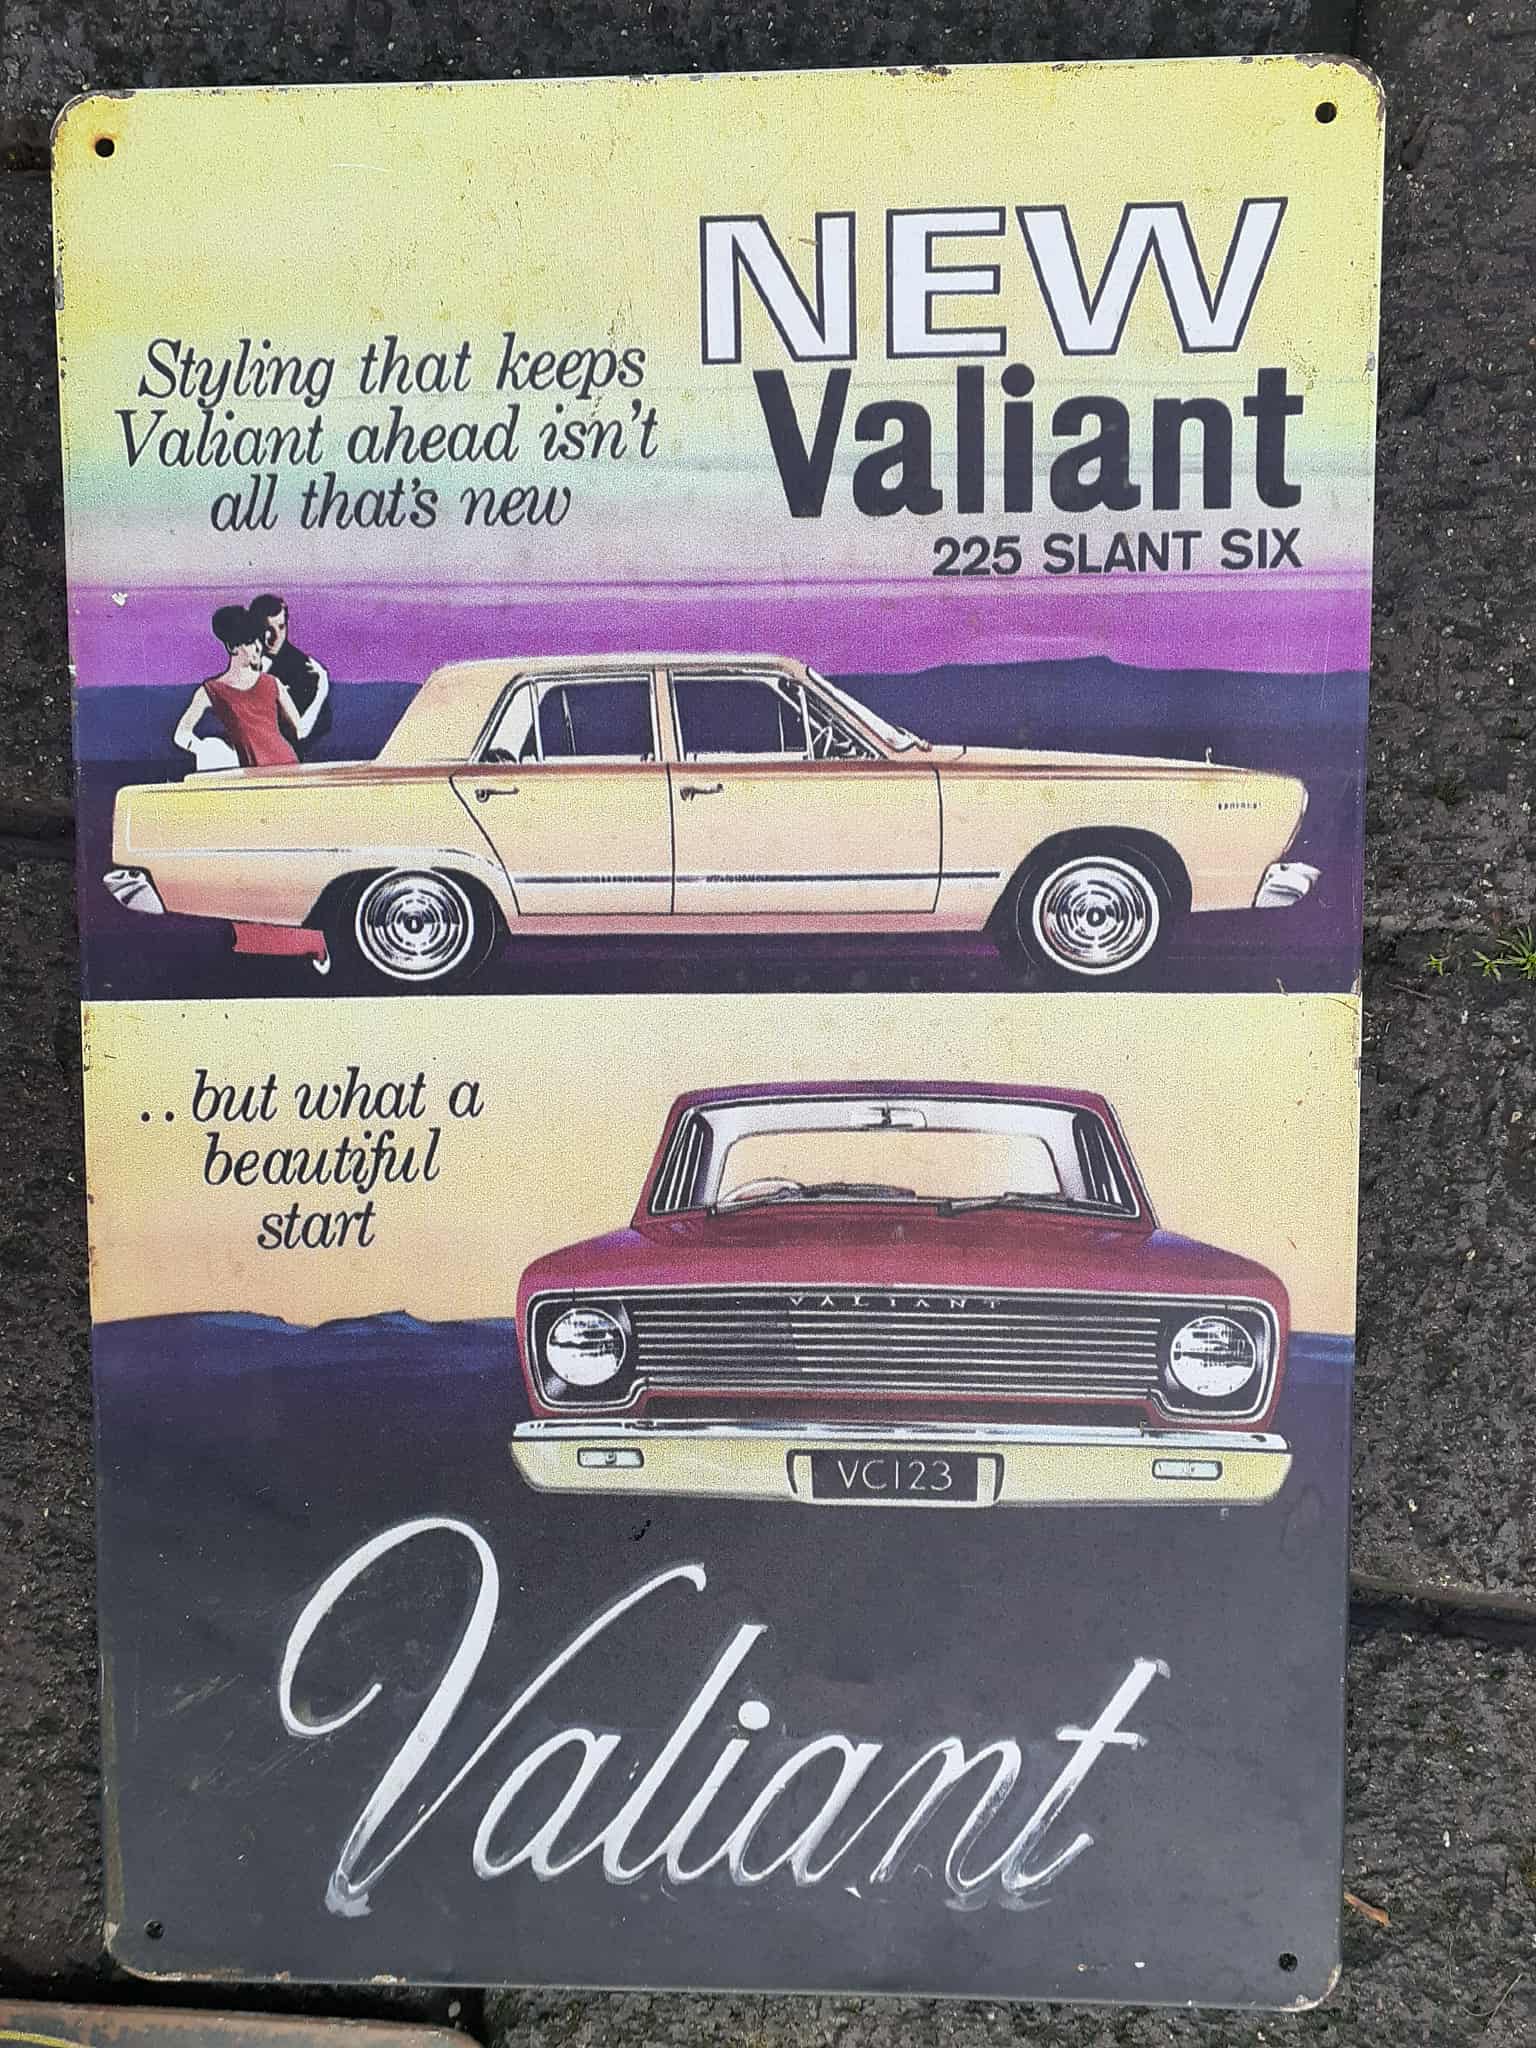 NEW
Valiant
225 SLANT SIX
Styling that keeps
Valiant ahead isn't
all that's new
..but what a
beautiful
start
VALIANT
VC123
Valiant